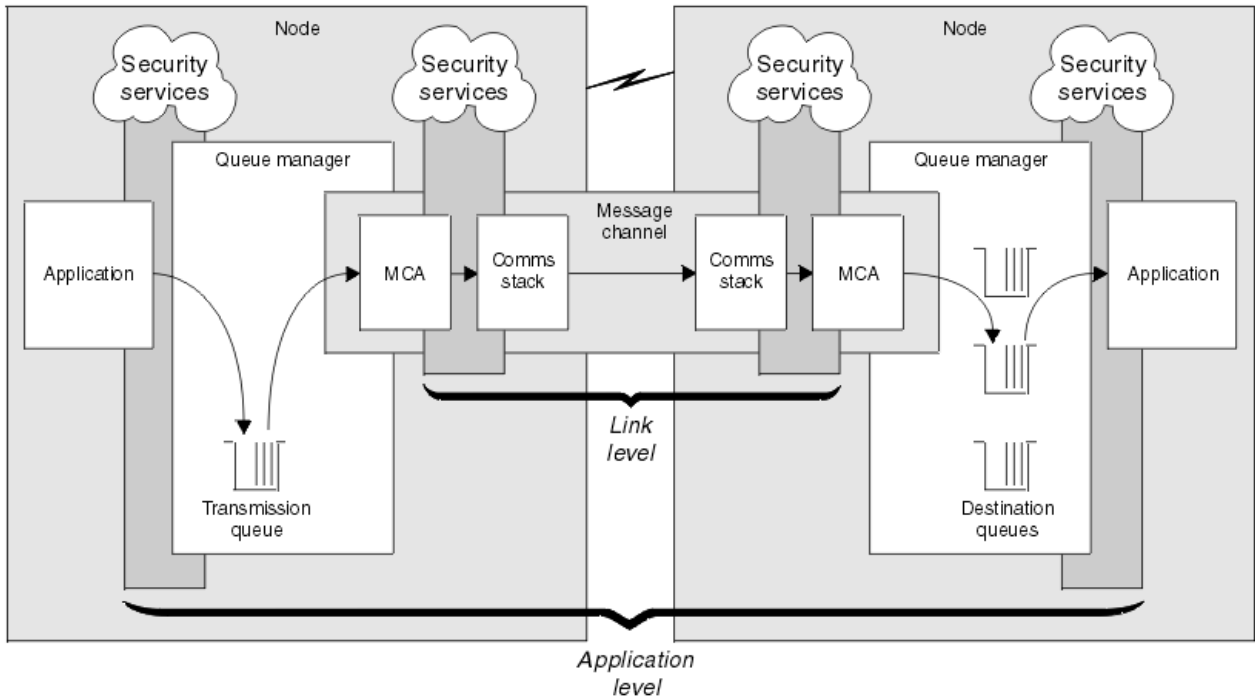 Node
Node
Security
services
Security
services
Security
services
Security
services
Queue manager
Queue manager
Message
channel
Application
MCA
Comms
stack
Comms
stack
MCA
Application
Link
level
Transmission
queue
Destination
queues
Application
level